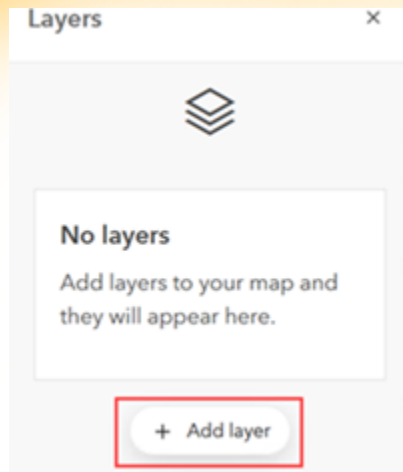 Layers
No layers
Add layers to your map and
they will appear here.
+ Add layer